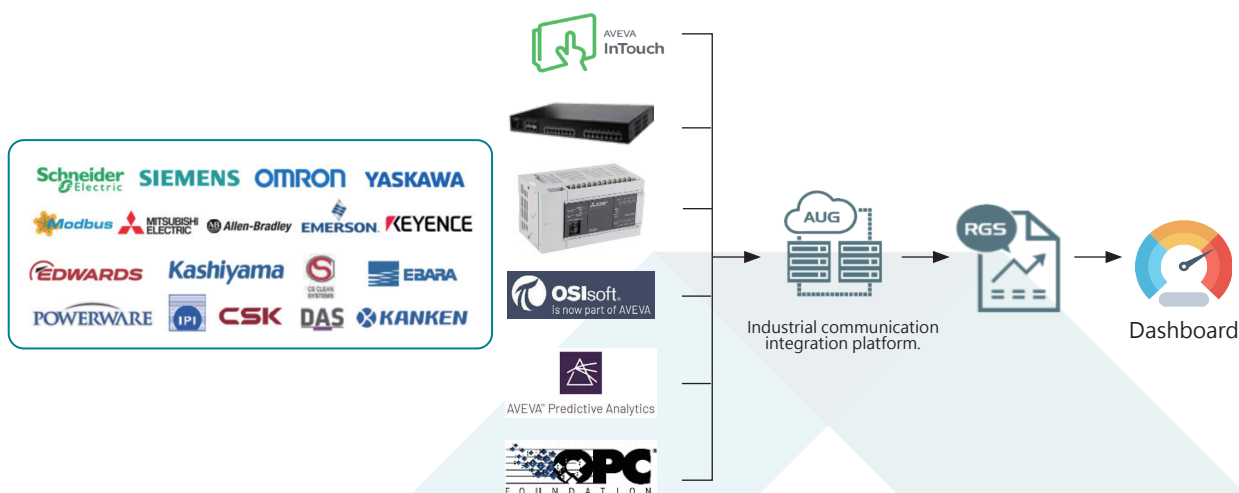 Schneider
Electric
SIEMENS
OMRON
YASKAWA
Modbus
MITSUBISHI
ELECTRIC
AB Allen-Bradley
EMERSON
KEYENCE
EDWARDS
Kashiyama
CS CLEAN
SYSTEMS
EBARA
POWERWARE
IPI
CSK
DAS
KANKEN
AVEVA
InTouch
OSIsoft.
is now part of AVEVA
AVEVA™ Predictive Analytics
OPC
FOUNDATION
AUG
Industrial communication
integration platform.
RGS
Dashboard